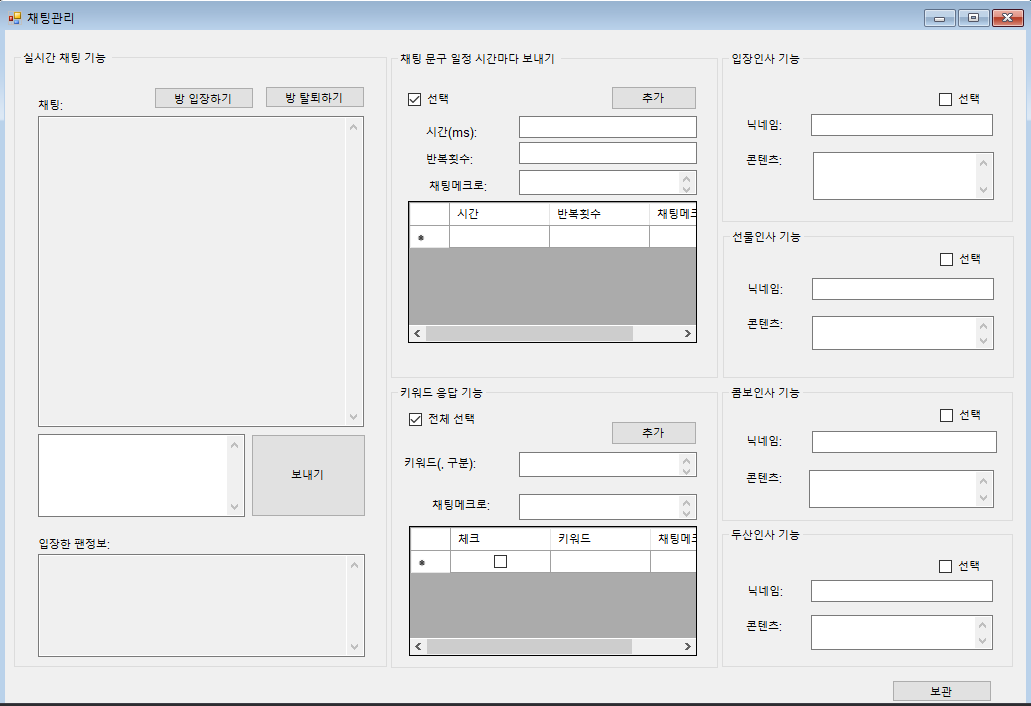 채팅관리
실시간 채팅 기능
채팅:
방 입장하기
방 탈퇴하기
보내기
입장한 팬정보:
채팅 문구 일정 시간마다 보내기
선택
추가
시간(ms):
반복횟수:
채팅메크로:
시간 반복횟수 채팅메크
키워드 응답 기능
전체 선택
추가
키워드(, 구분):
채팅메크로:
체크 키워드 채팅메크
입장인사 기능
선택
닉네임:
콘텐츠:
선물인사 기능
선택
닉네임:
콘텐츠:
콤보인사 기능
선택
닉네임:
콘텐츠:
두산인사 기능
선택
닉네임:
콘텐츠:
보관